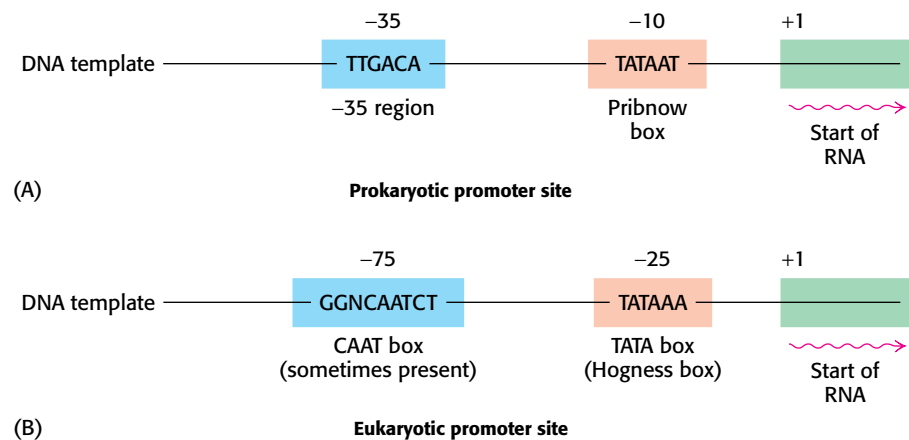 −35
−10
+1
DNA template
TTGACA
TATAAT
−35 region
Pribnow
box
Start of
RNA
(A)
Prokaryotic promoter site
−75
−25
+1
DNA template
GGNCAATCT
TATAAA
CAAT box
(sometimes present)
TATA box
(Hogness box)
Start of
RNA
(B)
Eukaryotic promoter site